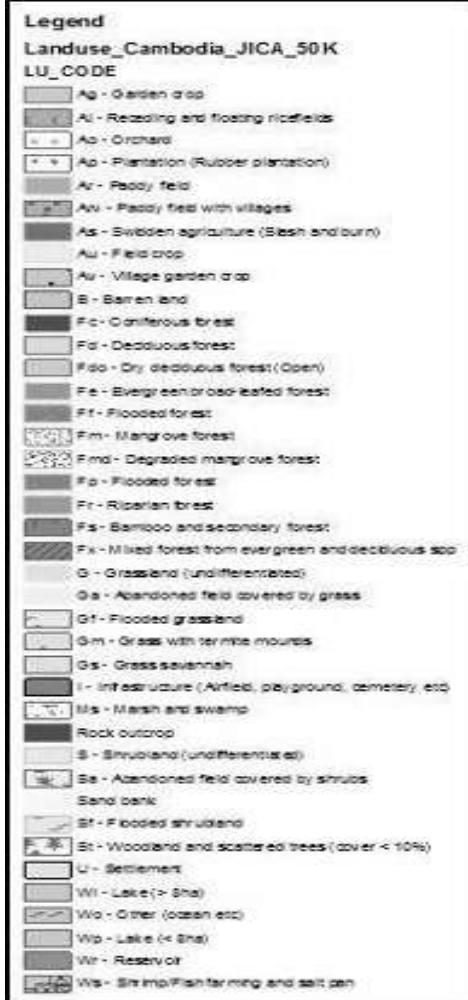 Legend
Landuse_Cambodia_JICA_50K
LU_CODE
Ag - Garden crop
Al - Receding and floating ricefields
Ao - Orchard
Ap - Plantation (Rubber plantation)
Ar - Paddy field
Arv - Paddy field with villages
As - Swidden agriculture (Slash and burn)
Au - Field crop
Av - Village garden crop
B - Barren land
Fc - Coniferous forest
Fd - Deciduous forest
Fdo - Dry deciduous forest (Open)
Fe - Evergreen broad-leafed forest
Ff - Flooded forest
Fm - Mangrove forest
Fmd - Degraded mangrove forest
Fp - Flooded forest
Fr - Riparian forest
Fs - Bamboo and secondary forest
Fx - Mixed forest from evergreen and deciduous spp
G - Grassland (undifferentiated)
Ga - Abandoned field covered by grass
Gf - Flooded grassland
Gm - Grass with termite mounds
Gs - Grass savannah
I - Infrastructure (Airfield, playground, cemetery, etc)
Ms - Marsh and swamp
Rock outcrop
S - Shrubland (undifferentiated)
Sa - Abandoned field covered by shrubs
Sand bank
Sf - Flooded shrubland
St - Woodland and scattered trees (cover < 10%)
U - Settlement
Wl - Lake (> 8ha)
Wo - Other (ocean etc)
Wp - Lake (< 8ha)
Wr - Reservoir
Ws - Shrimp/Fish farming and salt pan